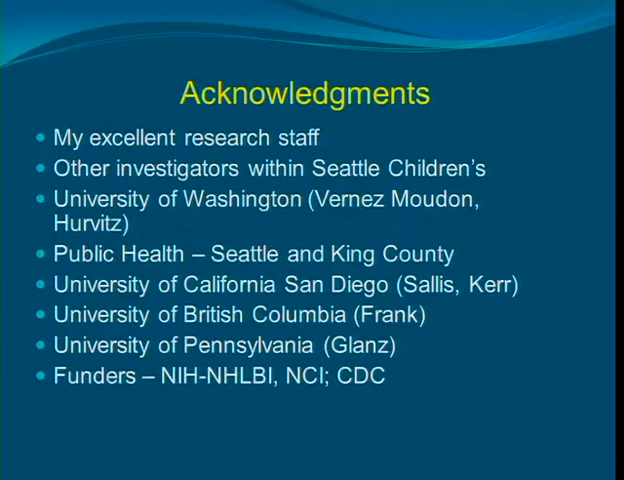 Acknowledgments
• My excellent research staff
• Other investigators within Seattle Children's
• University of Washington (Vernez Moudon,
Hurvitz)
• Public Health – Seattle and King County
• University of California San Diego (Sallis, Kerr)
• University of British Columbia (Frank)
• University of Pennsylvania (Glanz)
• Funders – NIH-NHLBI, NCI; CDC